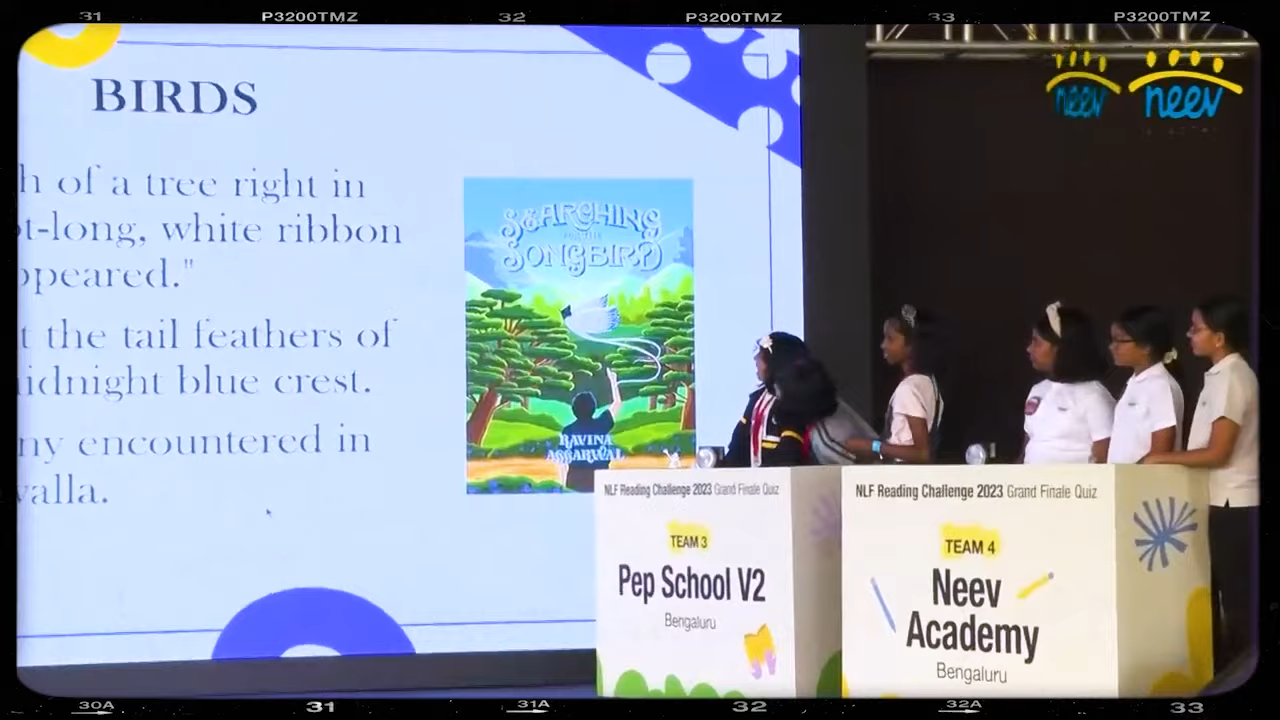 31
P3200TMZ
32
P3200TMZ
33
P3200TMZ
neev
neev
BIRDS
h of a tree right in
t-long, white ribbon
ppeared."
t the tail feathers of
idnight blue crest.
ny encountered in
valla.
SEARCHING
SONGBIRD
RAVINA
AGGARWAL
NLF Reading Challenge 2023 Grand Finale Quiz
TEAM 3
Pep School V2
Bengaluru
NLF Reading Challenge 2023 Grand Finale Quiz
TEAM 4
Neev
Academy
Bengaluru
30A
31
31A
32
32A
33